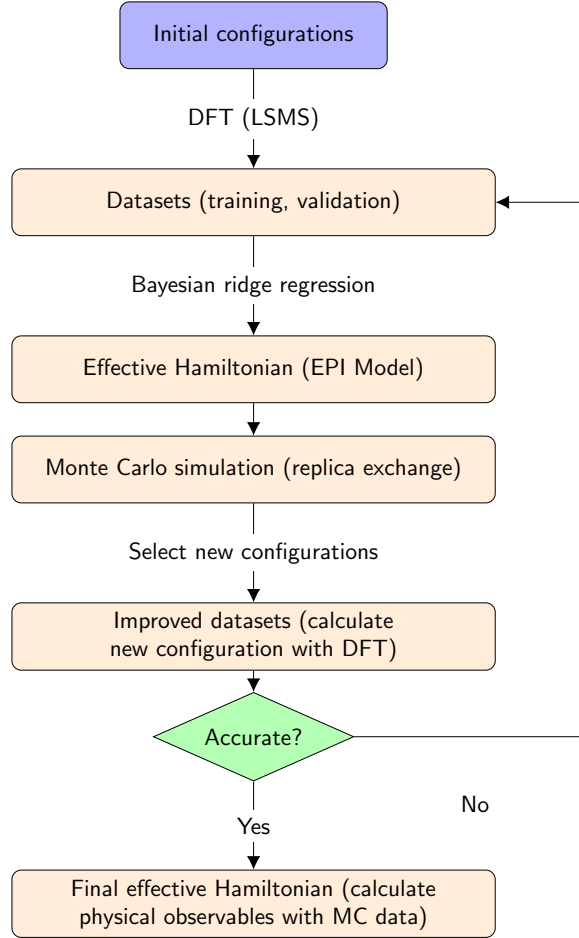 Initial configurations
DFT (LSMS)
Datasets (training, validation)
Bayesian ridge regression
Effective Hamiltonian (EPI Model)
Monte Carlo simulation (replica exchange)
Select new configurations
Improved datasets (calculate
new configuration with DFT)
Accurate?
No
Yes
Final effective Hamiltonian (calculate
physical observables with MC data)